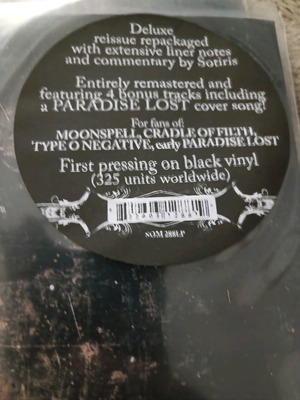 Deluxe
reissue repackaged
with extensive liner notes
and commentary by Sotiris
Entirely remastered and
featuring 4 bonus tracks including
a PARADISE LOST cover song!
For fans of:
MOONSPELL, CRADLE OF FILTH,
TYPE O NEGATIVE, early PARADISE LOST
First pressing on black vinyl
(325 units worldwide)
SOM 288LP